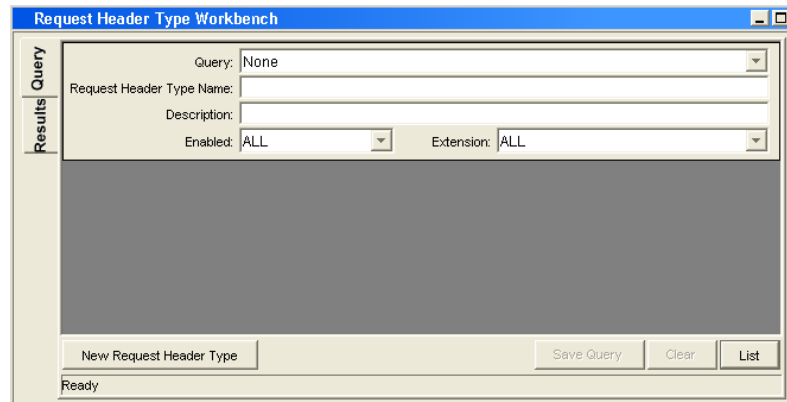 Request Header Type Workbench
Query
Results
Query: None
Request Header Type Name:
Description:
Enabled: ALL Extension: ALL
New Request Header Type Save Query Clear List
Ready